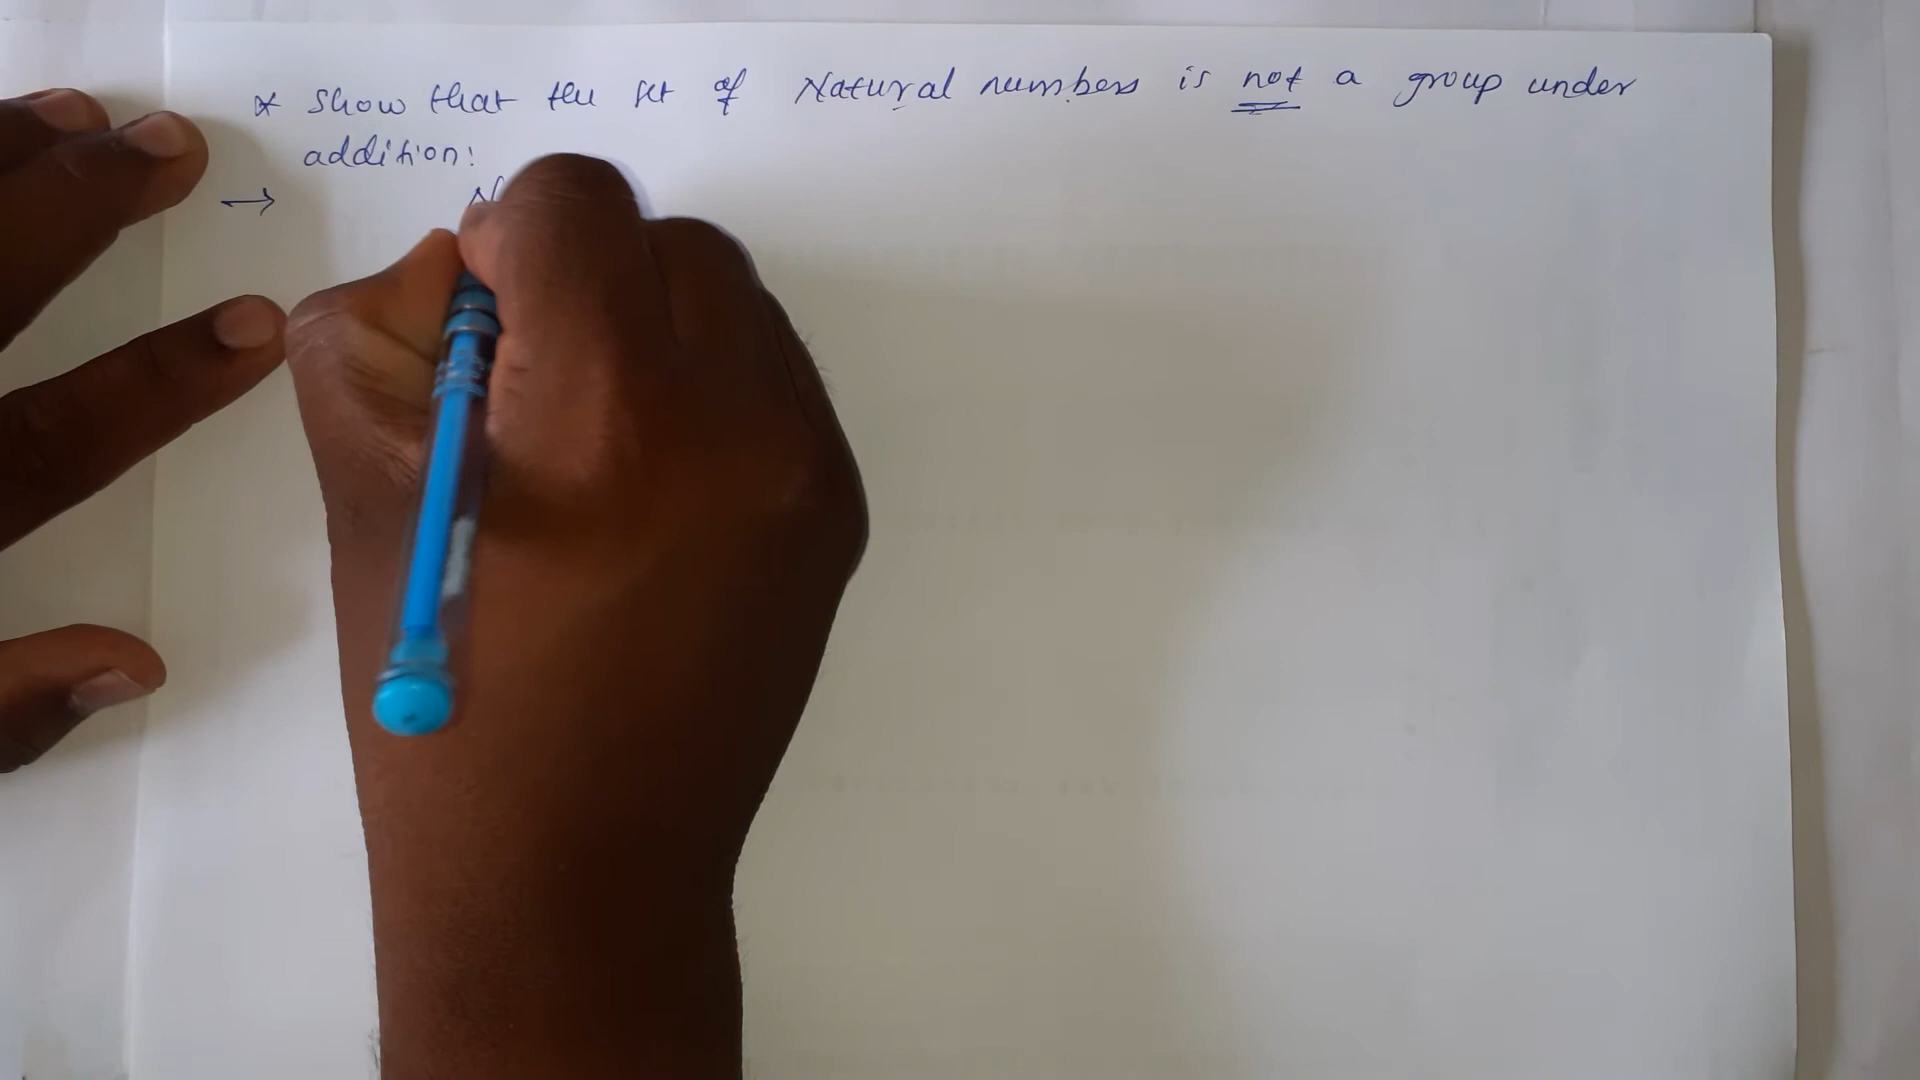 * Show that the set of Natural numbers is not a group under
addition:
→ N